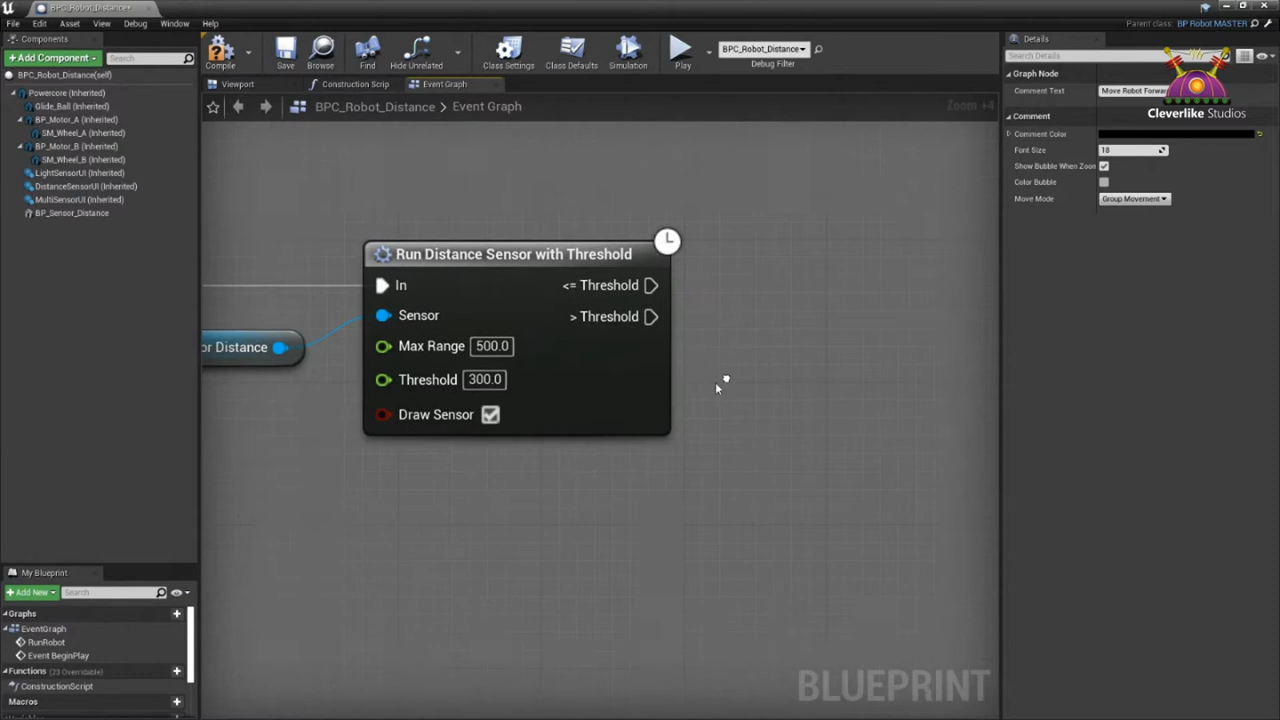 BPC_Robot_Distance*
File Edit Asset View Debug Window Help
Parent class: BP Robot MASTER
Components
+ Add Component
Search
BPC_Robot_Distance(self)
Powercore (Inherited)
Glide_Ball (Inherited)
BP_Motor_A (Inherited)
SM_Wheel_A (Inherited)
BP_Motor_B (Inherited)
SM_Wheel_B (Inherited)
LightSensorUI (Inherited)
DistanceSensorUI (Inherited)
MultiSensorUI (Inherited)
BP_Sensor_Distance
My Blueprint
+ Add New
Search
Graphs
EventGraph
RunRobot
Event BeginPlay
Functions (23 Overridable)
ConstructionScript
Macros
Compile Save Browse Find Hide Unrelated Class Settings Class Defaults Simulation Play
BPC_Robot_Distance
Debug Filter
Viewport Construction Scrip Event Graph
BPC_Robot_Distance > Event Graph
Zoom +4
or Distance
Run Distance Sensor with Threshold
In <= Threshold
Sensor > Threshold
Max Range 500.0
Threshold 300.0
Draw Sensor
BLUEPRINT
Details
Search Details
Graph Node
Comment Text Move Robot Forwar
Comment
Comment Color
Font Size 18
Show Bubble When Zoo
Color Bubble
Move Mode Group Movement
Cleverlike Studios